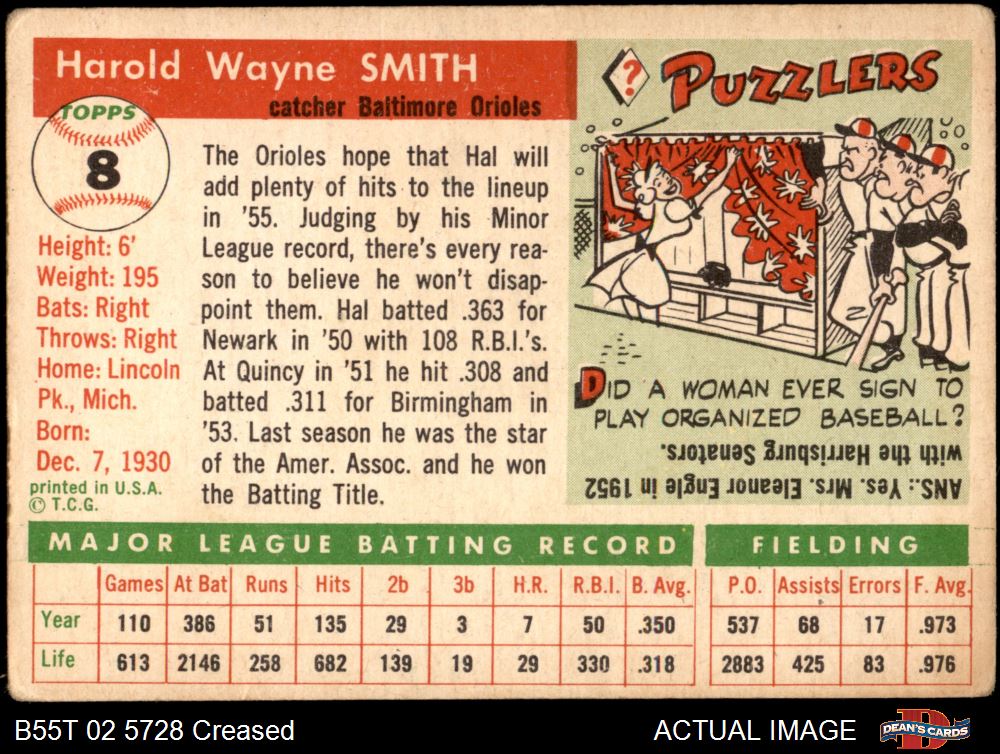 Harold Wayne SMITH
catcher Baltimore Orioles
TOPPS
8
Height: 6'
Weight: 195
Bats: Right
Throws: Right
Home: Lincoln
Pk., Mich.
Born:
Dec. 7, 1930
printed in U.S.A.
© T.C.G.
The Orioles hope that Hal will
add plenty of hits to the lineup
in '55. Judging by his Minor
League record, there's every rea-
son to believe he won't disap-
point them. Hal batted .363 for
Newark in '50 with 108 R.B.I.'s.
At Quincy in '51 he hit .308 and
batted .311 for Birmingham in
'53. Last season he was the star
of the Amer. Assoc. and he won
the Batting Title.
? PUZZLERS
DID A WOMAN EVER SIGN TO
PLAY ORGANIZED BASEBALL?
ANS.: Yes. Mrs. Eleanor Engle in 1952
with the Harrisburg Senators.
MAJOR LEAGUE BATTING RECORD FIELDING
Games At Bat Runs Hits 2b 3b H.R. R.B.I. B. Avg. P.O. Assists Errors F. Avg.
Year 110 386 51 135 29 3 7 50 .350 537 68 17 .973
Life 613 2146 258 682 139 19 29 330 .318 2883 425 83 .976
B55T 02 5728 Creased ACTUAL IMAGE D DEAN'S CARDS